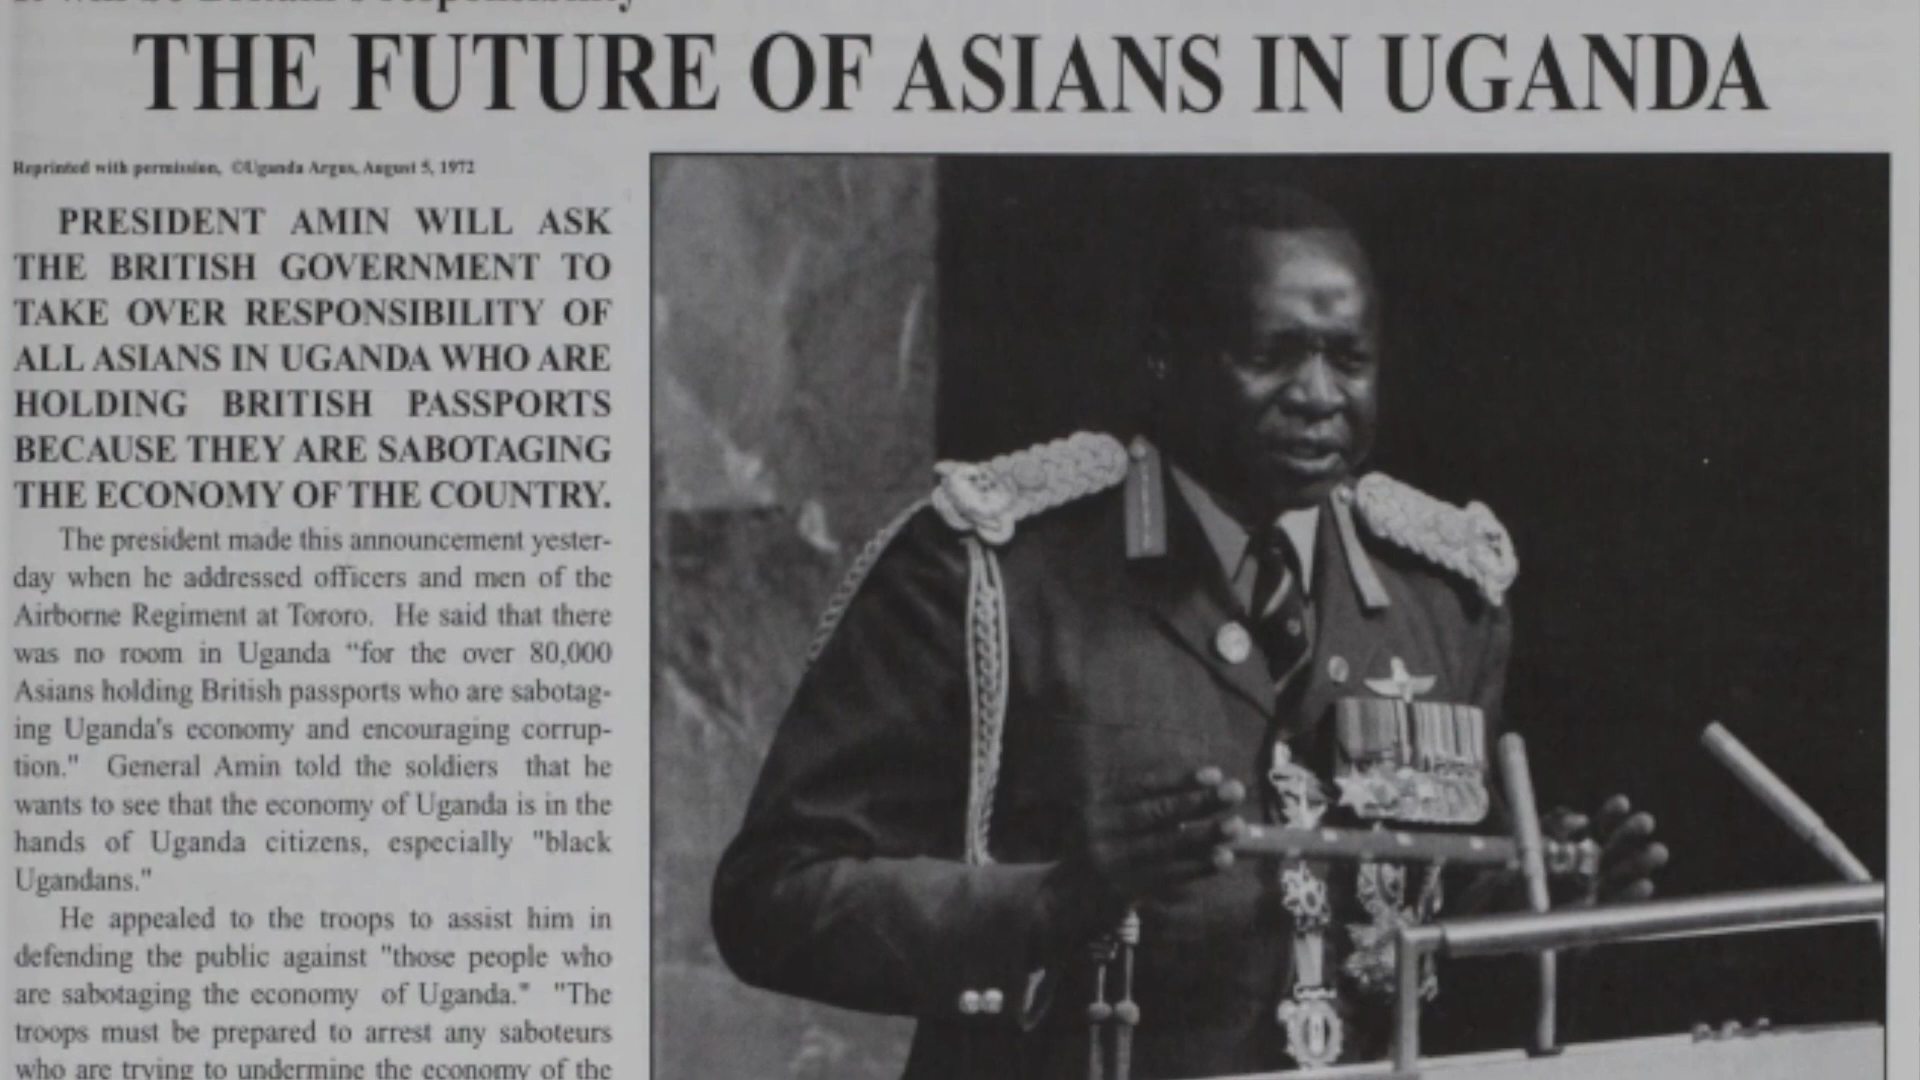 It will be Britain's responsibility
THE FUTURE OF ASIANS IN UGANDA
Reprinted with permission, ©Uganda Argus, August 5, 1972
PRESIDENT AMIN WILL ASK
THE BRITISH GOVERNMENT TO
TAKE OVER RESPONSIBILITY OF
ALL ASIANS IN UGANDA WHO ARE
HOLDING BRITISH PASSPORTS
BECAUSE THEY ARE SABOTAGING
THE ECONOMY OF THE COUNTRY.
The president made this announcement yester-
day when he addressed officers and men of the
Airborne Regiment at Tororo. He said that there
was no room in Uganda "for the over 80,000
Asians holding British passports who are sabotag-
ing Uganda's economy and encouraging corrup-
tion." General Amin told the soldiers that he
wants to see that the economy of Uganda is in the
hands of Uganda citizens, especially "black
Ugandans."
He appealed to the troops to assist him in
defending the public against "those people who
are sabotaging the economy of Uganda." "The
troops must be prepared to arrest any saboteurs
who are trying to undermine the economy of the